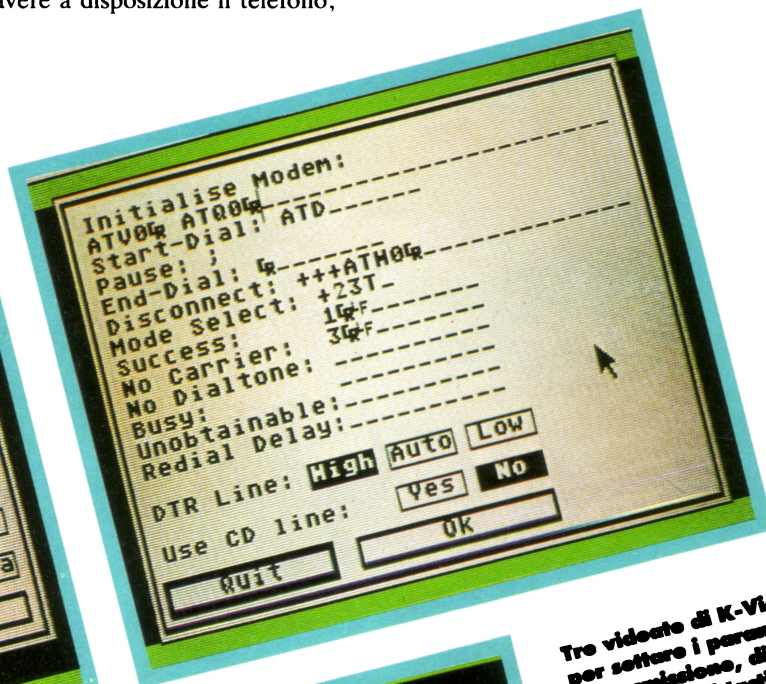 avere a disposizione il telefono,
Initialise Modem:
ATV0␍ ATQ0␍
Start-Dial: ATD
Pause: ;
End-Dial: ␍
Disconnect: +++ATH0␍
Mode Select: +23T
Success: 1␍
No Carrier: 3␍
No Dialtone:
Busy:
Unobtainable:
Redial Delay:
DTR Line: High Auto Low
Use CD line: Yes No
Quit OK
a
Tre videate di K-Vi
per settare i param